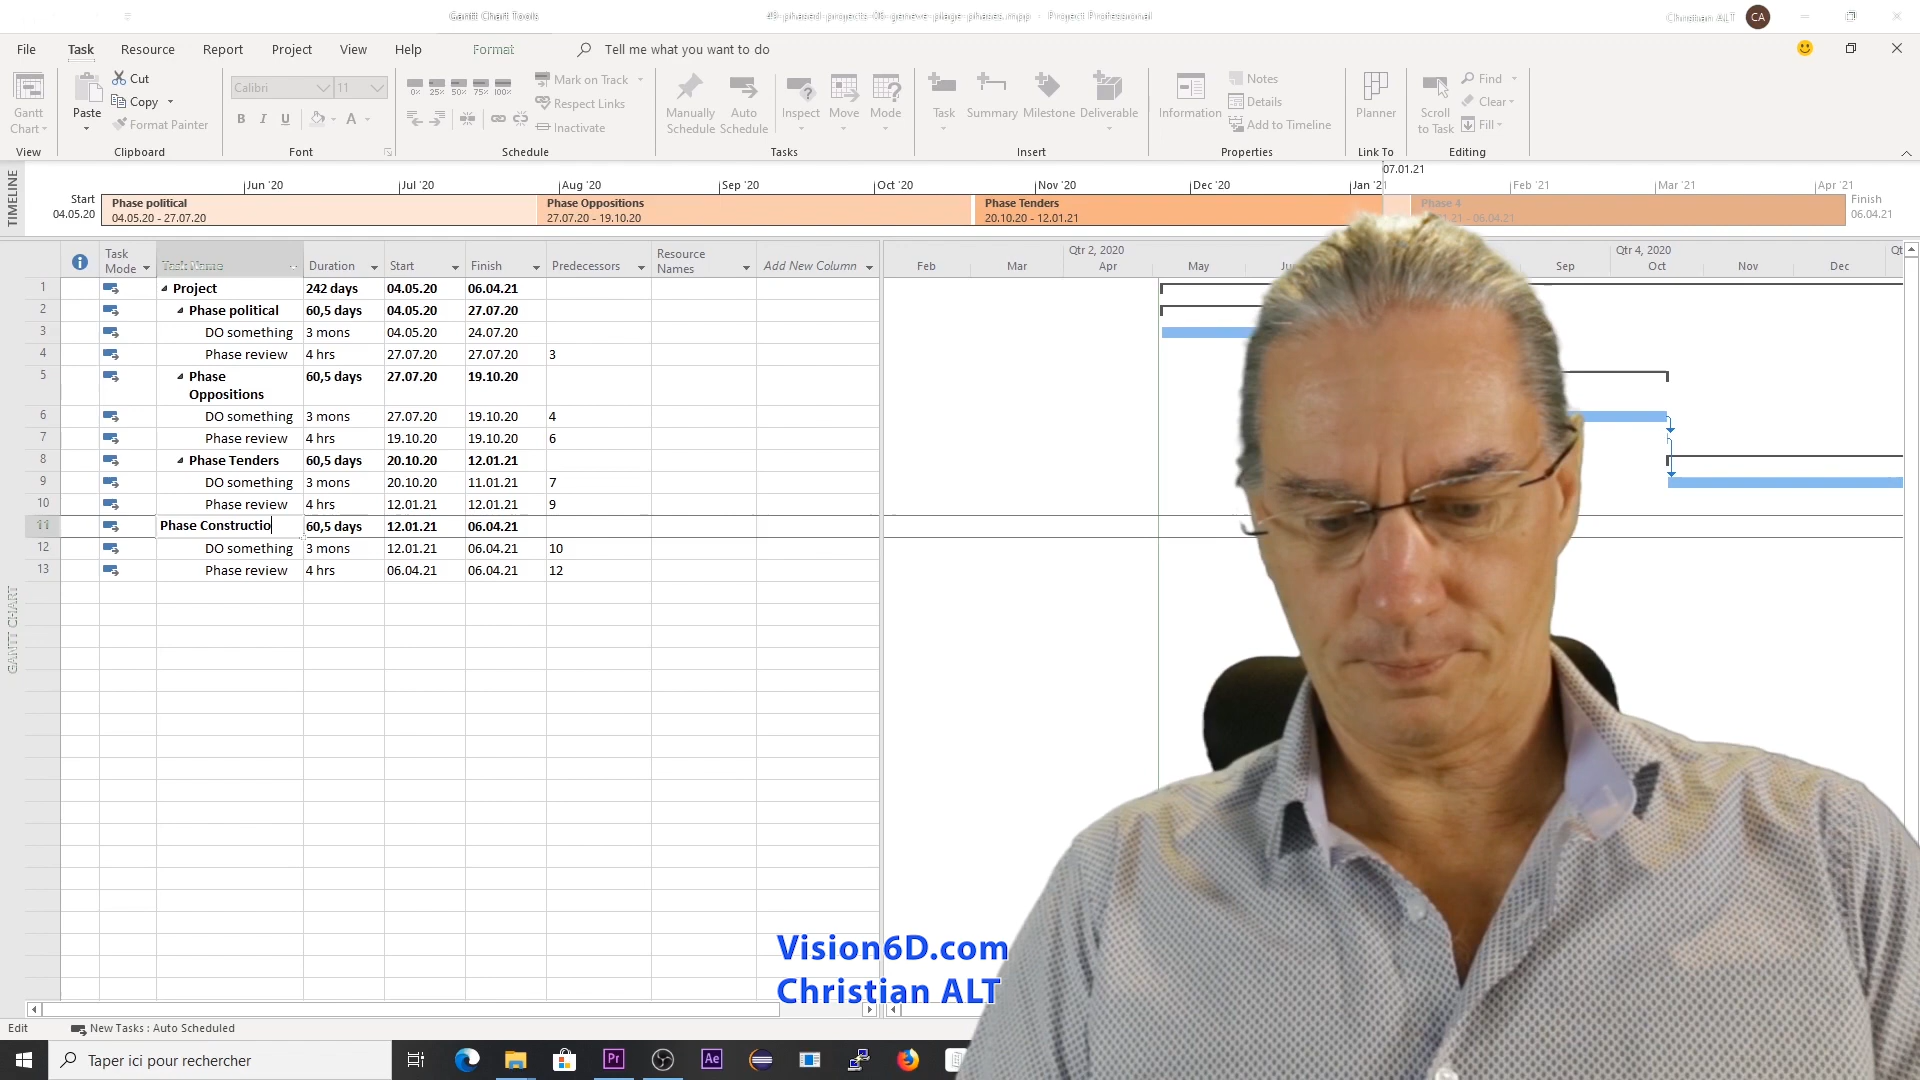 Gantt Chart Tools
Project Professional
Christian ALT
CA
File
Task
Resource
Report
Project
View
Help
Format
Tell me what you want to do
Gantt
Chart
View
Paste
Cut
Copy
Format Painter
Clipboard
Calibri
11
B I U A
Font
0% 25% 50% 75% 100%
Mark on Track
Respect Links
Inactivate
Schedule
Manually
Schedule
Auto
Schedule
Inspect
Move
Mode
Tasks
Task
Summary
Milestone
Deliverable
Insert
Information
Notes
Details
Add to Timeline
Properties
Planner
Link To
Scroll
to Task
Find
Clear
Fill
Editing
TIMELINE
07.01.21
Jun '20
Jul '20
Aug '20
Sep '20
Oct '20
Nov '20
Dec '20
Feb '21
Mar '21
Apr '21
Start
04.05.20
Phase political
04.05.20 - 27.07.20
Phase Oppositions
27.07.20 - 19.10.20
Phase Tenders
20.10.20 - 12.01.21
Phase 4
Finish
06.04.21
Task
Mode
Task Name
Duration
Start
Finish
Predecessors
Resource
Names
Add New Column
Qtr 2, 2020
Qtr 4, 2020
Feb
Mar
Apr
May
Sep
Oct
Nov
Dec
1 Project 242 days 04.05.20 06.04.21
2 Phase political 60,5 days 04.05.20 27.07.20
3 DO something 3 mons 04.05.20 24.07.20
4 Phase review 4 hrs 27.07.20 27.07.20 3
5 Phase 60,5 days 27.07.20 19.10.20
Oppositions
6 DO something 3 mons 27.07.20 19.10.20 4
7 Phase review 4 hrs 19.10.20 19.10.20 6
8 Phase Tenders 60,5 days 20.10.20 12.01.21
9 DO something 3 mons 20.10.20 11.01.21 7
10 Phase review 4 hrs 12.01.21 12.01.21 9
11 Phase Constructio 60,5 days 12.01.21 06.04.21
12 DO something 3 mons 12.01.21 06.04.21 10
13 Phase review 4 hrs 06.04.21 06.04.21 12
GANTT CHART
Vision6D.com
Christian ALT
Edit
New Tasks : Auto Scheduled
Taper ici pour rechercher
Pr
Ae